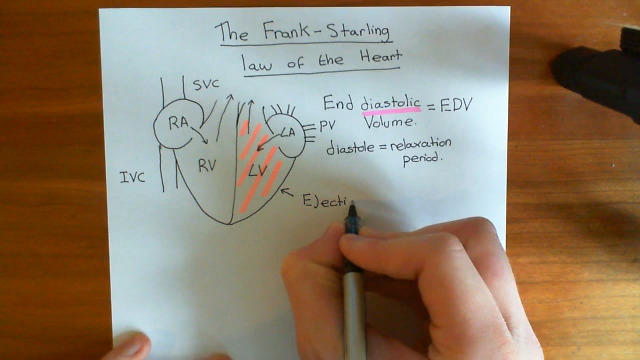 The Frank-Starling
law of the Heart
SVC
RA
RV
IVC
LA
PV
LV
End diastolic = EDV
Volume.
diastole = relaxation
period.
Ejecti